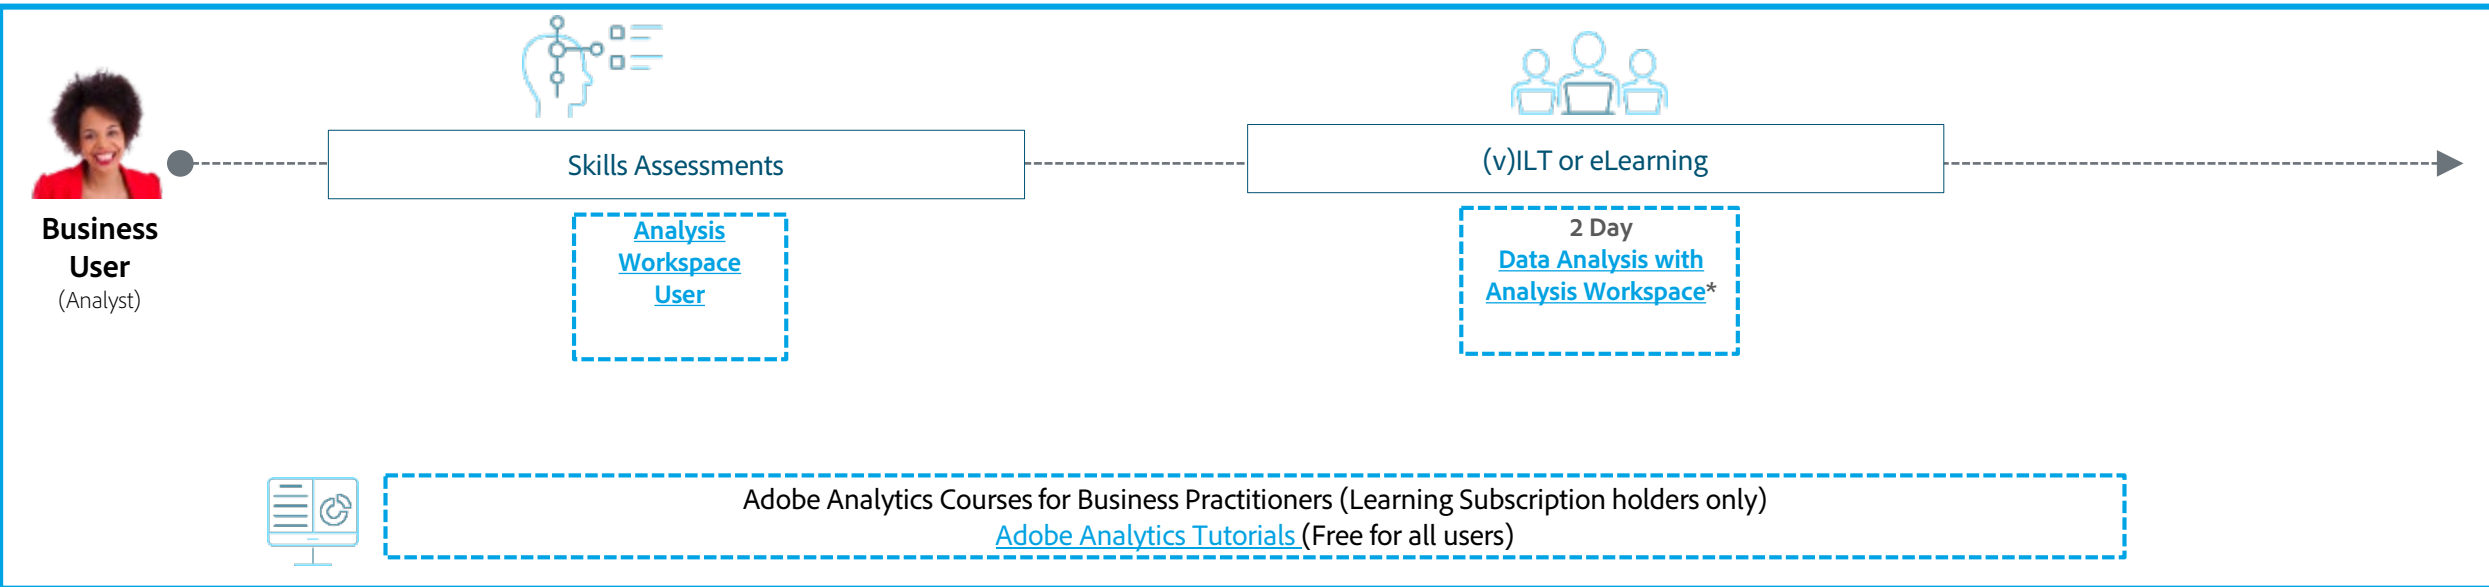 Skills Assessments
(v)ILT or eLearning
Business
User
(Analyst)
Analysis
Workspace
User
2 Day
Data Analysis with
Analysis Workspace*
Adobe Analytics Courses for Business Practitioners (Learning Subscription holders only)
Adobe Analytics Tutorials (Free for all users)